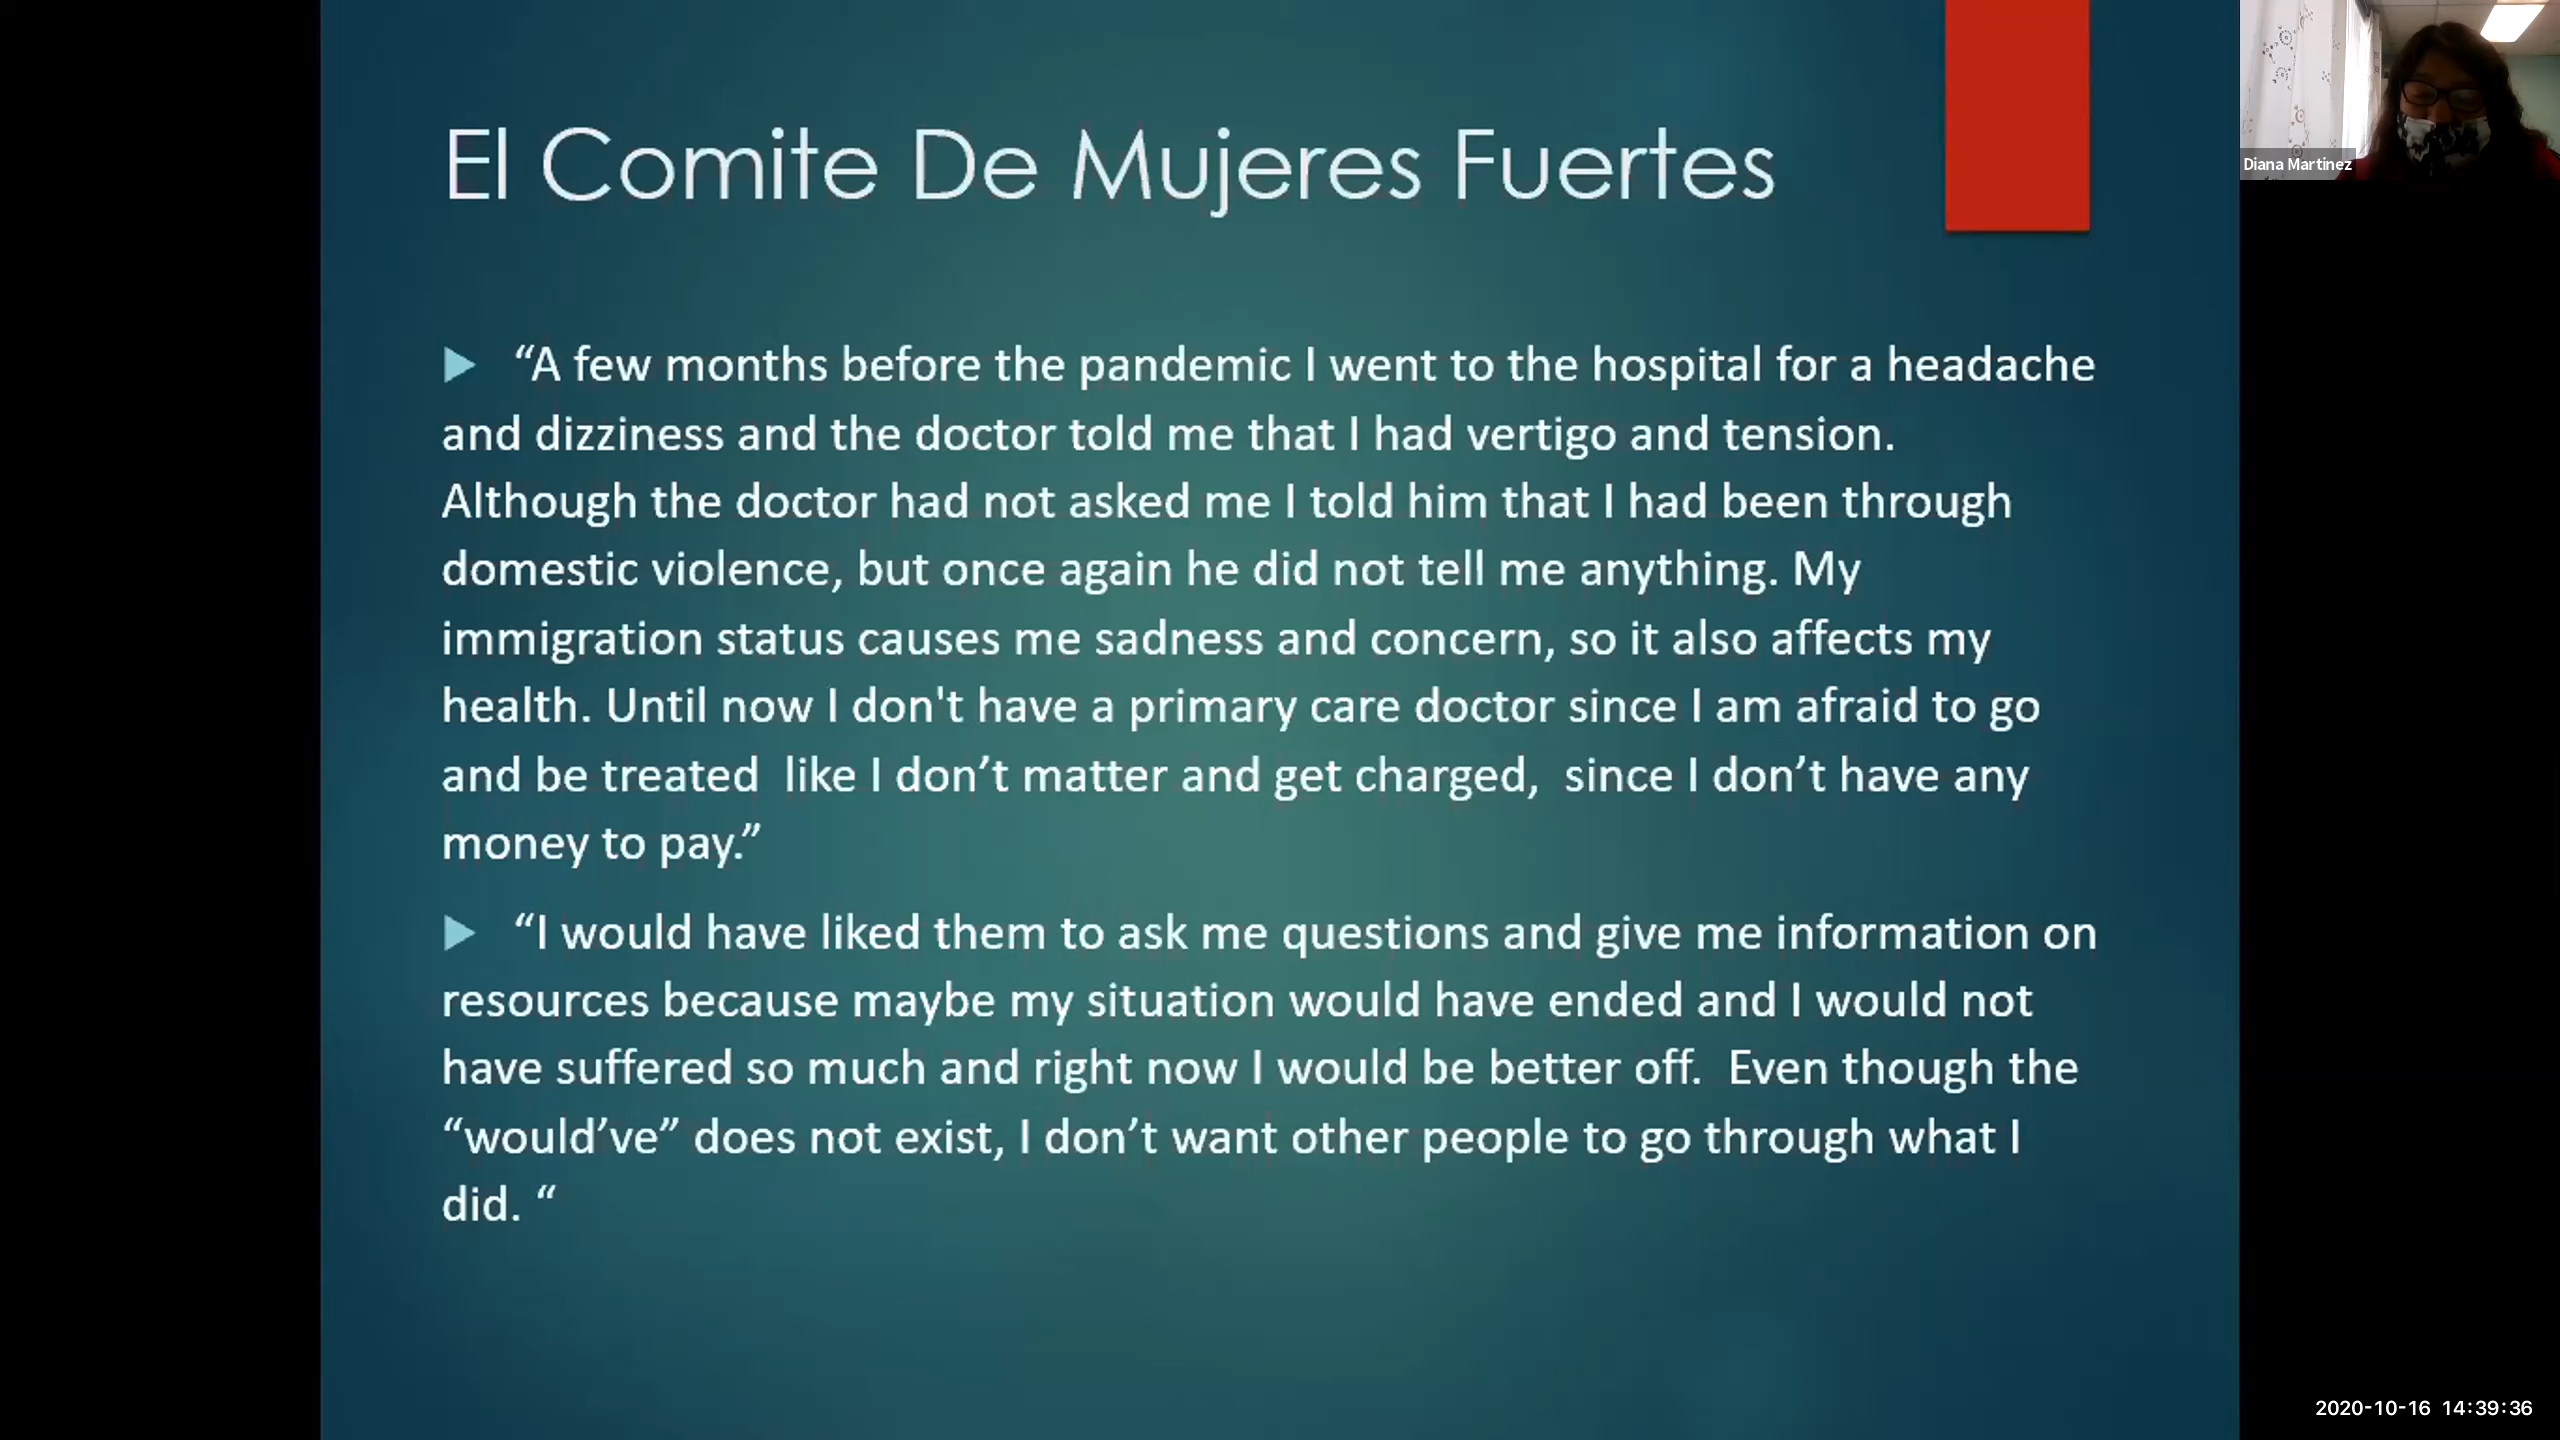 El Comite De Mujeres Fuertes
Diana Martinez
“A few months before the pandemic I went to the hospital for a headache
and dizziness and the doctor told me that I had vertigo and tension.
Although the doctor had not asked me I told him that I had been through
domestic violence, but once again he did not tell me anything. My
immigration status causes me sadness and concern, so it also affects my
health. Until now I don't have a primary care doctor since I am afraid to go
and be treated  like I don’t matter and get charged,  since I don’t have any
money to pay.”
“I would have liked them to ask me questions and give me information on
resources because maybe my situation would have ended and I would not
have suffered so much and right now I would be better off.  Even though the
“would’ve” does not exist, I don’t want other people to go through what I
did. “
2020-10-16 14:39:36